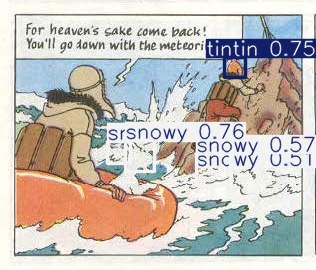 For heaven's sake come back!
You'll go down with the meteori
tintin 0.75
srsnowy 0.76
snowy 0.57
snowy 0.51